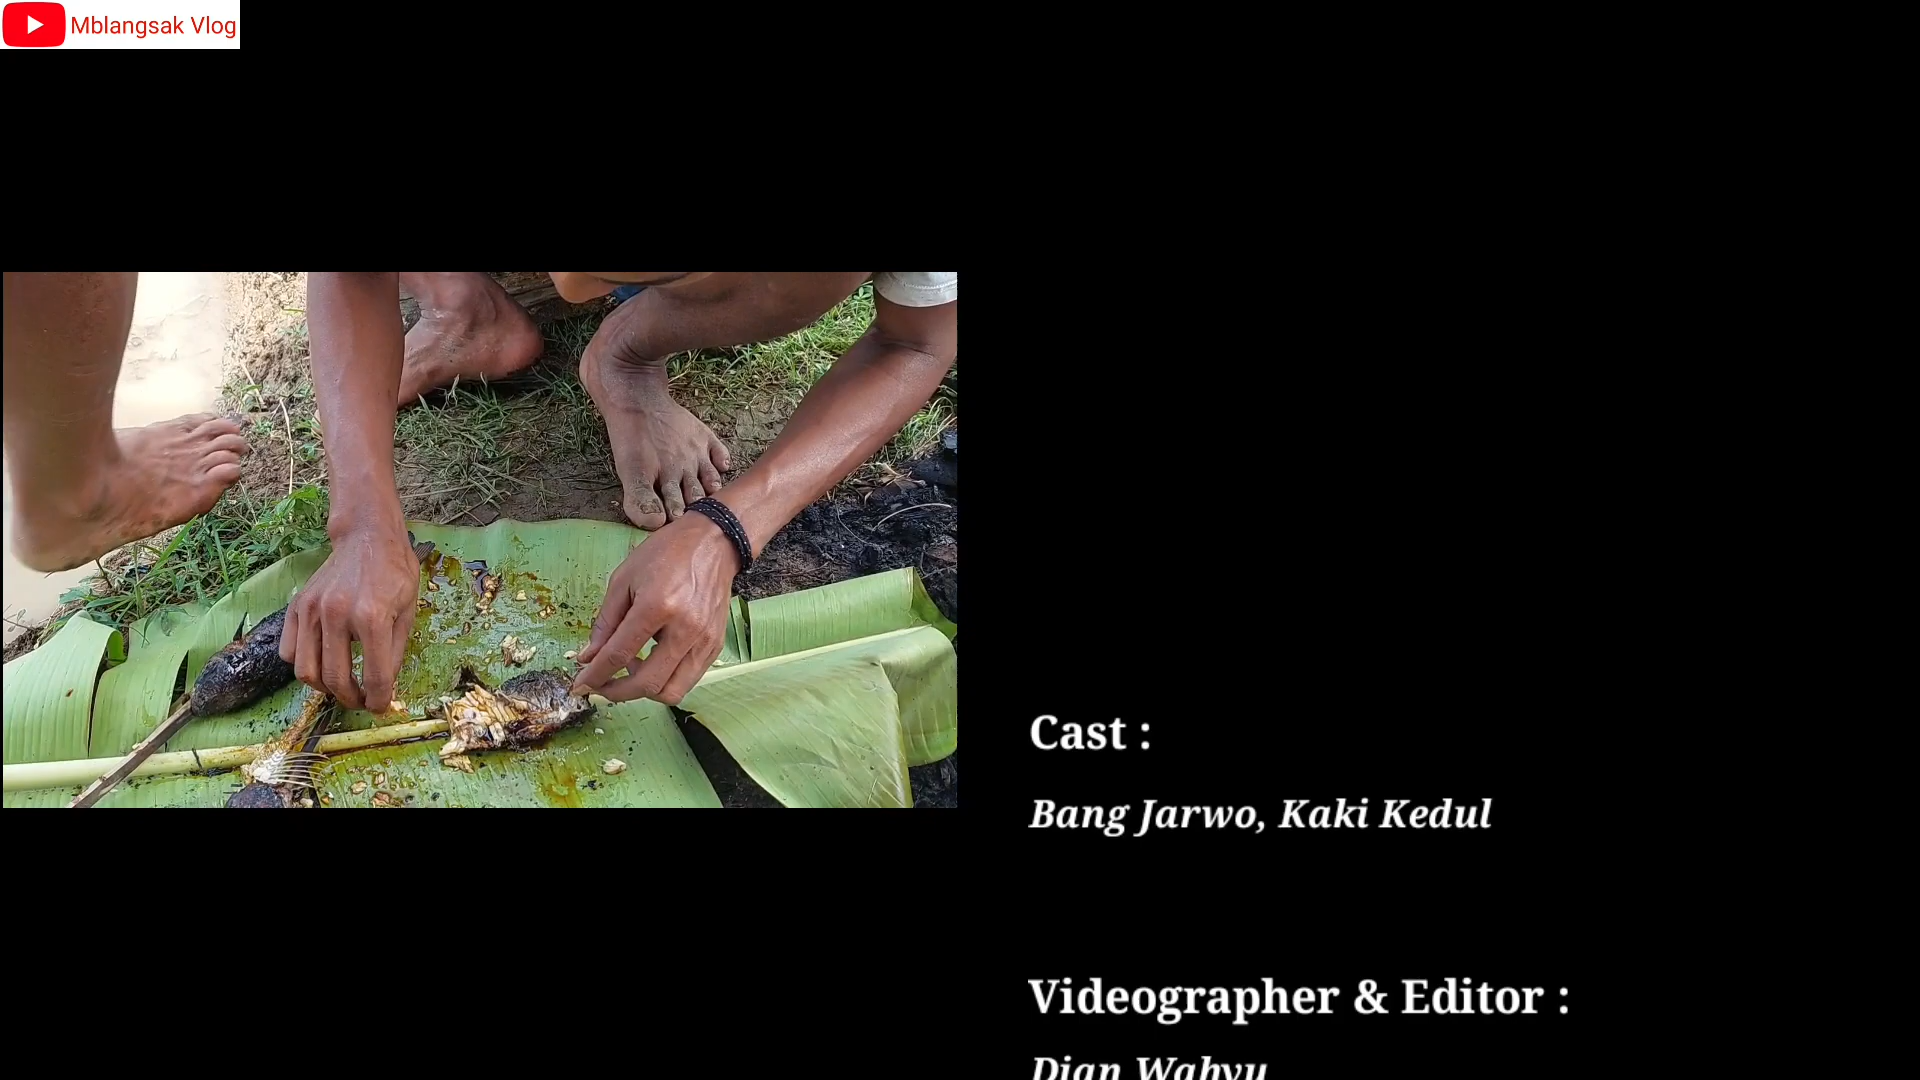 Mblangsak Vlog
Cast :
Bang Jarwo, Kaki Kedul
Videographer & Editor :
Dian Wahyu